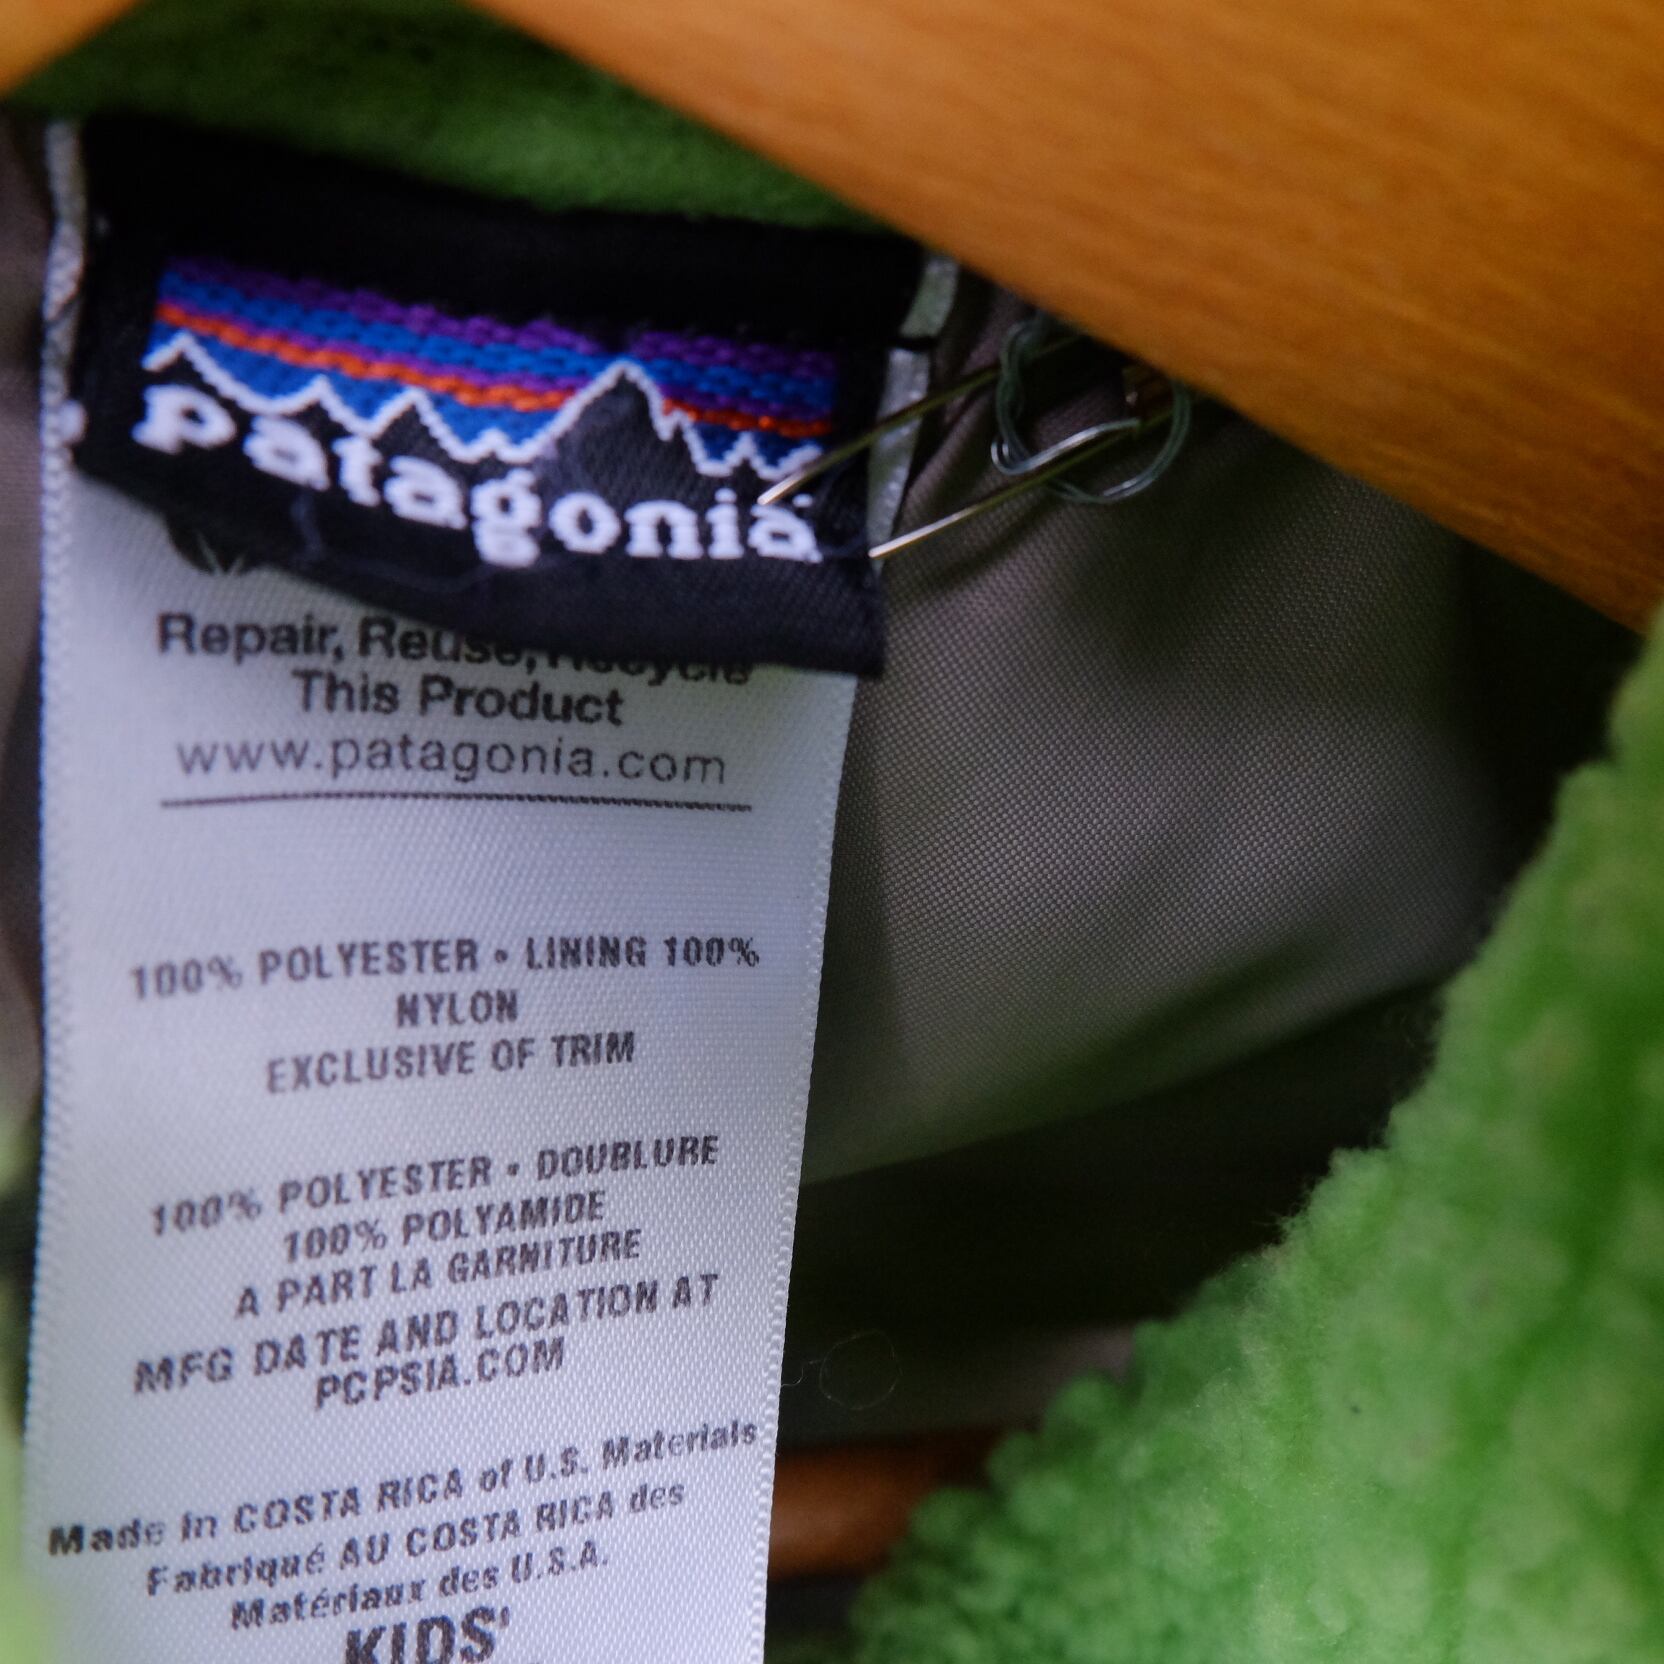 patagonia
Repair, Reuse, Recycle
This Product
www.patagonia.com
100% POLYESTER • LINING 100%
NYLON
EXCLUSIVE OF TRIM
100% POLYESTER • DOUBLURE
100% POLYAMIDE
A PART LA GARNITURE
MFG DATE AND LOCATION AT
PCPSIA.COM
Made in COSTA RICA of U.S. Materials
Fabriqué AU COSTA RICA des
Matériaux des U.S.A.
KIDS'